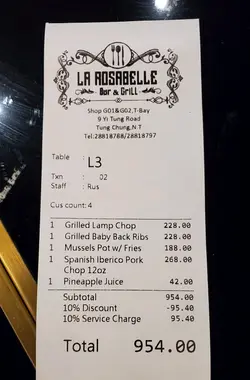 LA ROSABELLE
Bar & Grill
Shop G01&G02,T-Bay
9 Yi Tung Road
Tung Chung,N T
Tel:28818788/28818797
Table : L3
Txn : 02
Staff : Rus
Cus count: 4
1 Grilled Lamp Chop 228.00
1 Grilled Baby Back Ribs 228.00
1 Mussels Pot w/ Fries 188.00
1 Spanish Iberico Pork 268.00
Chop 12oz
1 Pineapple Juice 42.00
Subtotal 954.00
10% Discount -95.40
10% Service Charge 95.40
Total 954.00